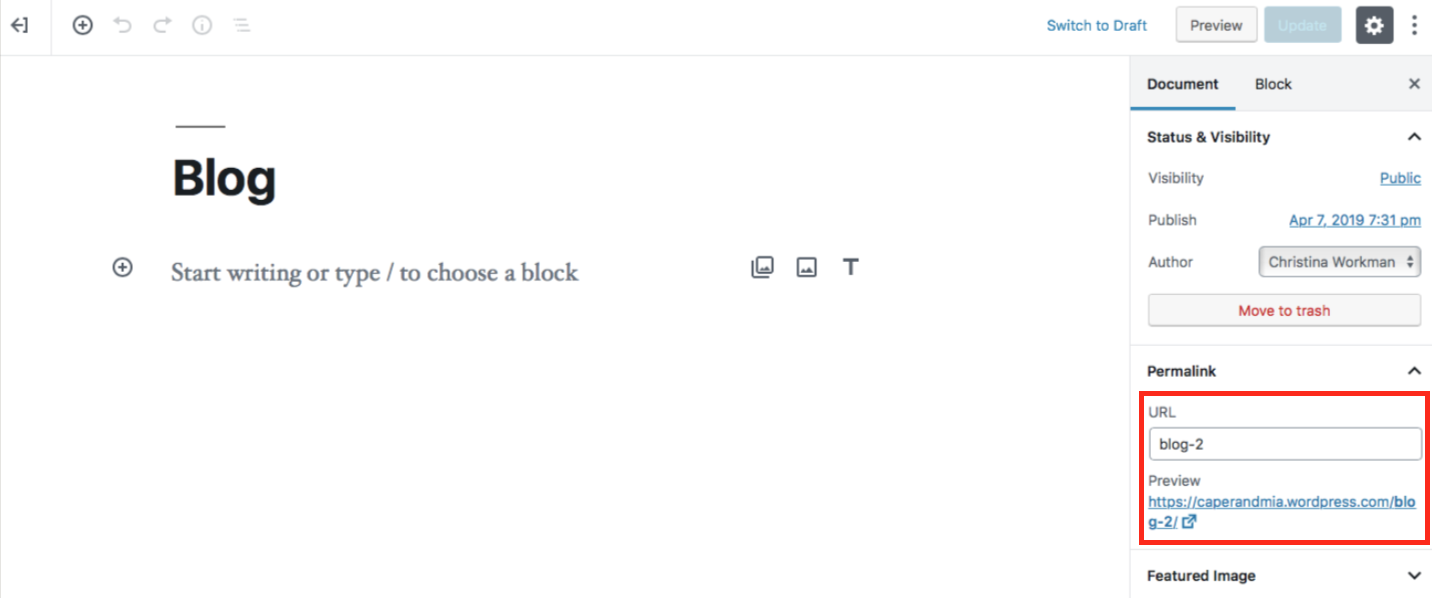 Switch to Draft Preview Update
Document Block
Status & Visibility
Visibility Public
Publish Apr 7, 2019 7:31 pm
Author Christina Workman
Move to trash
Permalink
URL
blog-2
Preview
https://caperandmia.wordpress.com/blo
g-2/
Featured Image
Blog
Start writing or type / to choose a block